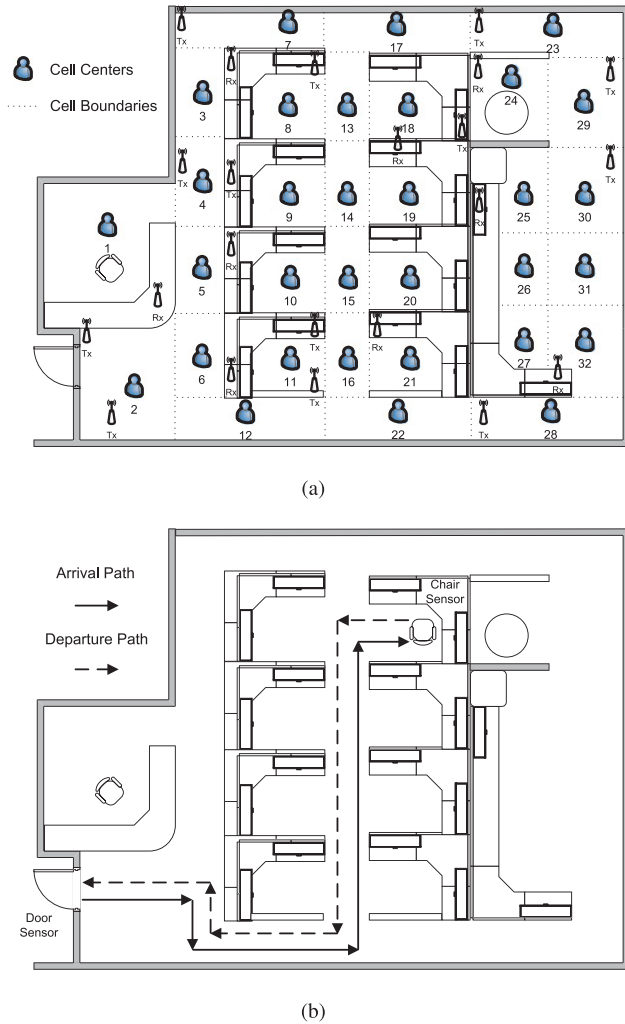 Cell Centers
Cell Boundaries
Tx
Tx
7
17
23
Rx
Tx
Rx
Tx
24
3
8
13
18
29
Tx
Rx
Tx
Tx
Tx
4
9
14
19
25
30
Rx
1
Rx
5
10
15
20
26
31
Rx
Tx
Tx
Rx
6
11
16
21
27
32
Rx
Tx
Rx
2
Tx
12
22
Tx
28
(a)
Arrival Path
Departure Path
Chair
Sensor
Door
Sensor
(b)